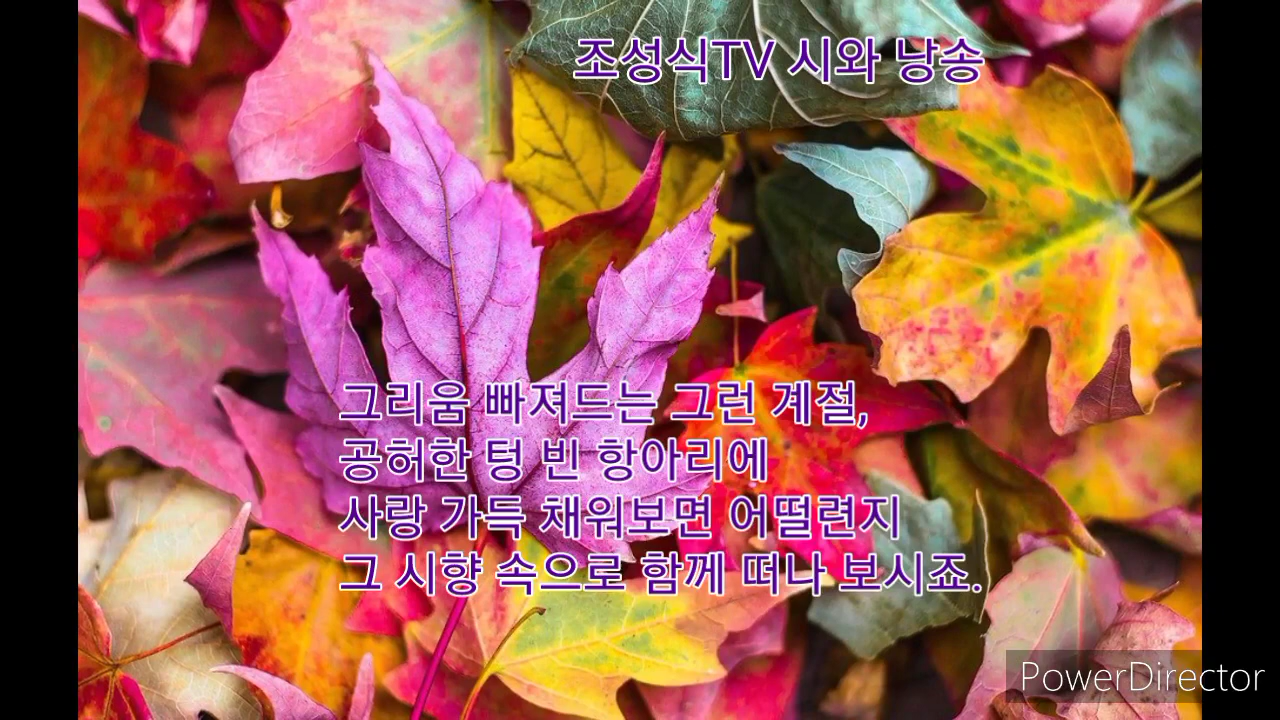 조성식TV 시와 낭송
그리움 빠져드는 그런 계절,
공허한 텅 빈 항아리에
사랑 가득 채워보면 어떨련지
그 시향 속으로 함께 떠나 보시죠.
PowerDirector